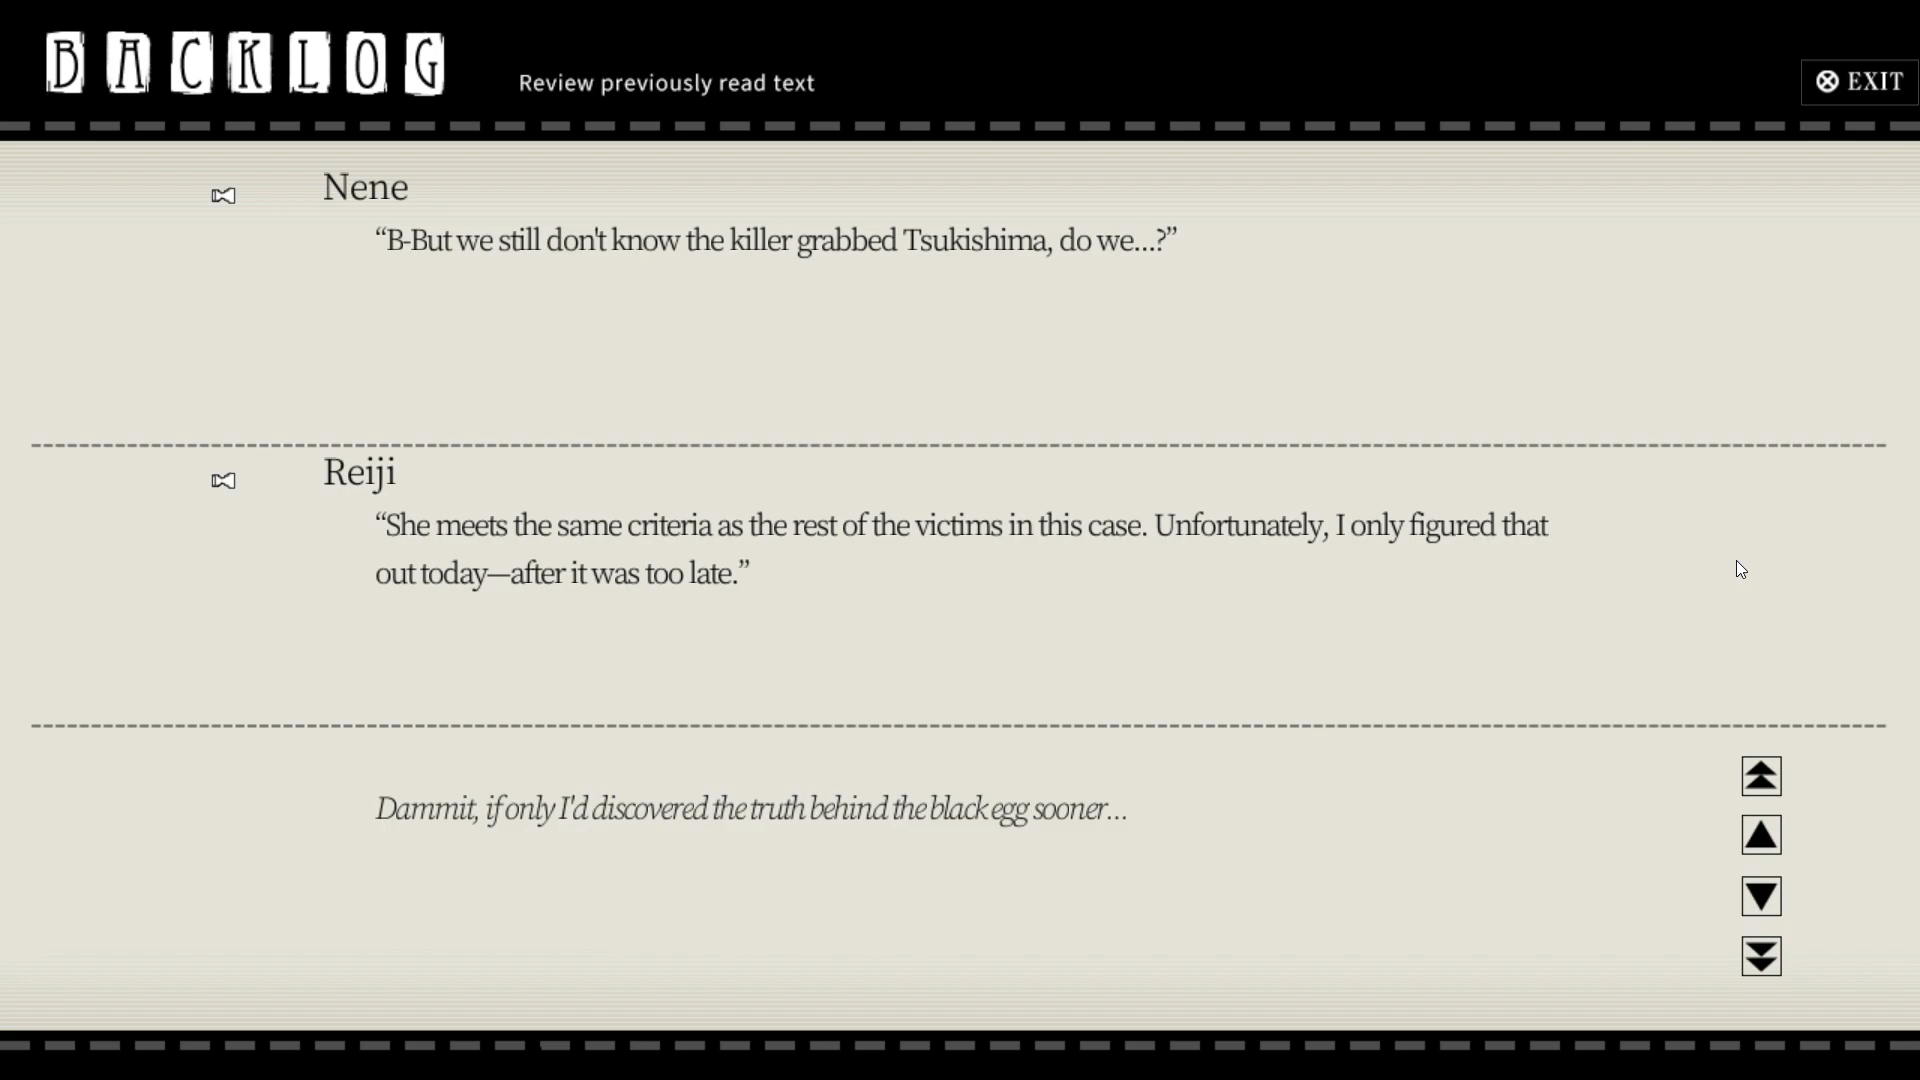 BACKLOG
Review previously read text
EXIT
Nene
“B-But we still don't know the killer grabbed Tsukishima, do we...?”
Reiji
“She meets the same criteria as the rest of the victims in this case. Unfortunately, I only figured that
out today—after it was too late.”
Dammit, if only I'd discovered the truth behind the black egg sooner...